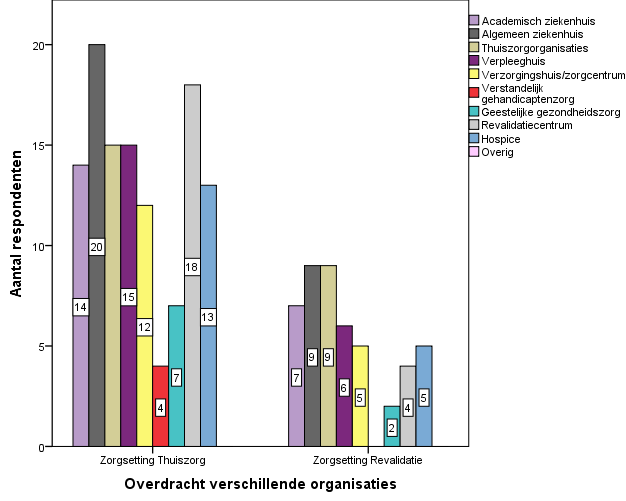 Academisch ziekenhuis
Algemeen ziekenhuis
Thuiszorgorganisaties
Verpleeghuis
Verzorgingshuis/zorgcentrum
Verstandelijk
gehandicaptenzorg
Geestelijke gezondheidszorg
Revalidatiecentrum
Hospice
Overig
Aantal respondenten
20
15
10
5
0
14
20
15
12
4
7
18
13
7
9
9
6
5
2
4
5
Zorgsetting Thuiszorg
Zorgsetting Revalidatie
Overdracht verschillende organisaties